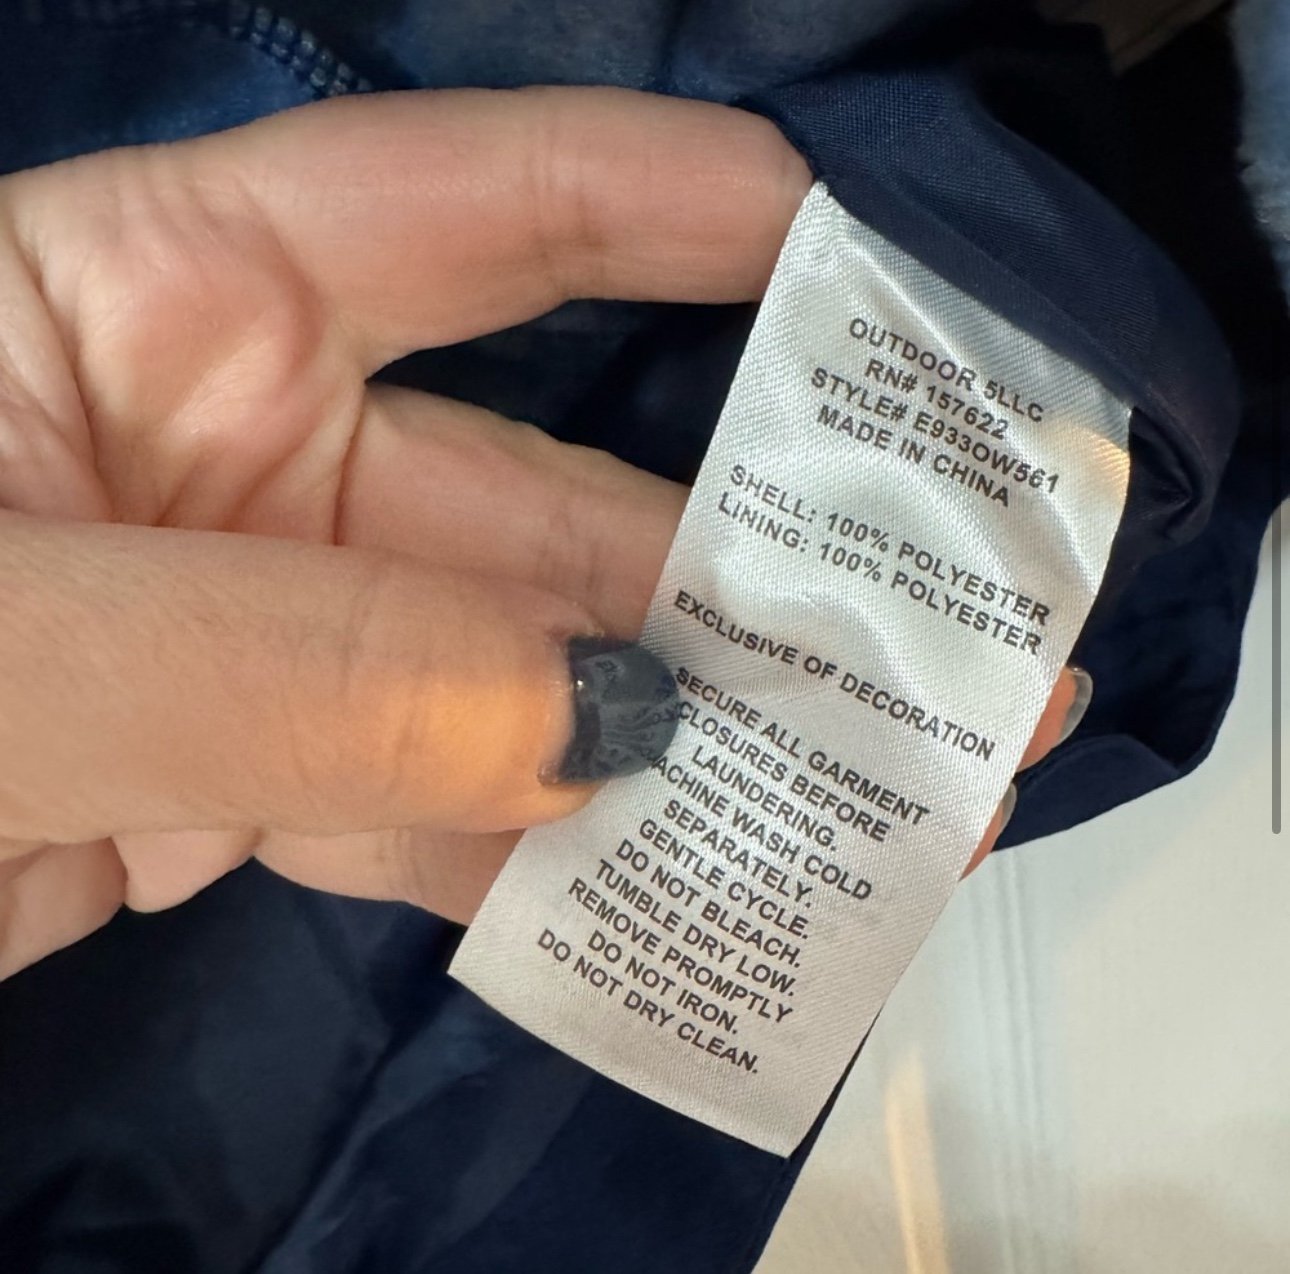 OUTDOOR 5LLC
RN# 157622
STYLE# E933OW561
MADE IN CHINA
SHELL: 100% POLYESTER
LINING: 100% POLYESTER
EXCLUSIVE OF DECORATION
SECURE ALL GARMENT
CLOSURES BEFORE
LAUNDERING.
ACHINE WASH COLD
SEPARATELY.
GENTLE CYCLE.
DO NOT BLEACH.
TUMBLE DRY LOW.
REMOVE PROMPTLY
DO NOT IRON.
DO NOT DRY CLEAN.